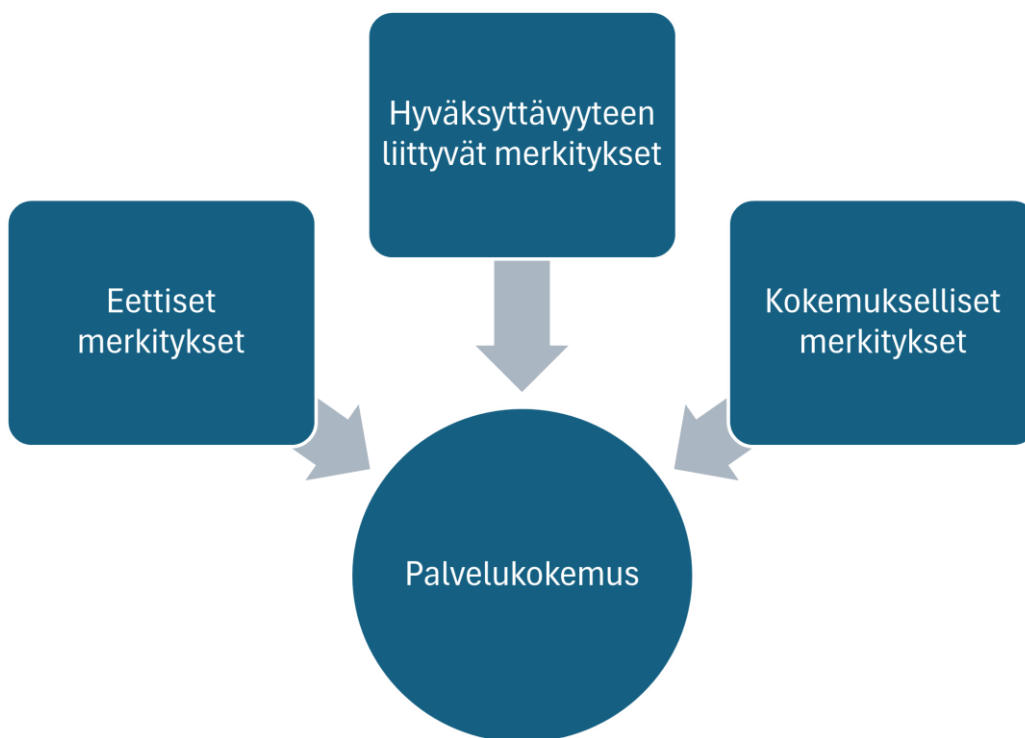 Hyväksyttävyyteen
liittyvät merkitykset
Eettiset
merkitykset
Kokemukselliset
merkitykset
Palvelukokemus